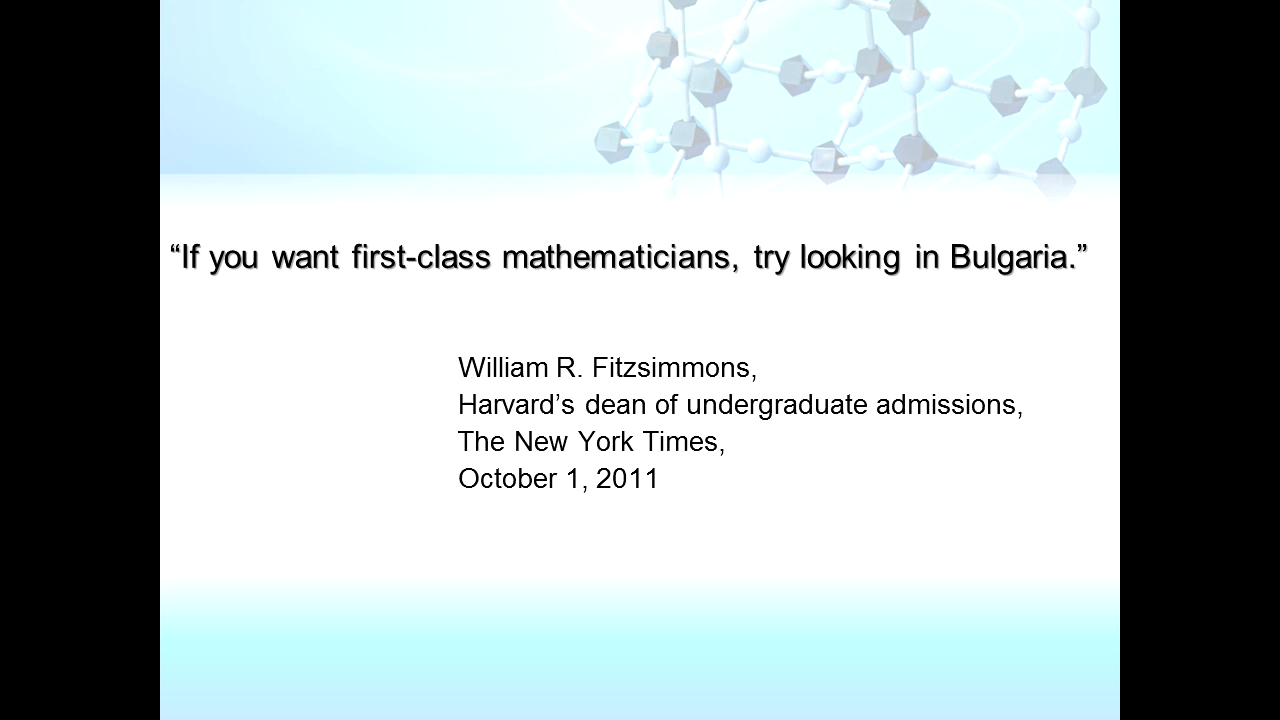 “If you want first-class mathematicians, try looking in Bulgaria.”
William R. Fitzsimmons,
Harvard’s dean of undergraduate admissions,
The New York Times,
October 1, 2011